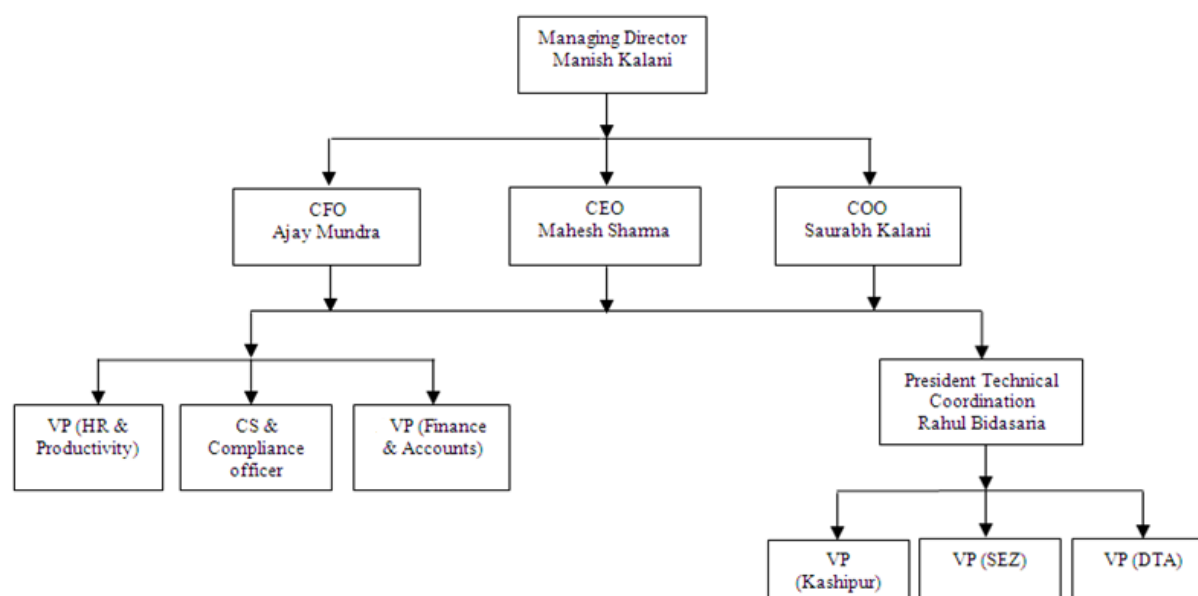 Managing Director
Manish Kalani
CFO
Ajay Mundra
CEO
Mahesh Sharma
COO
Saurabh Kalani
VP (HR &
Productivity)
CS &
Compliance
officer
VP (Finance
& Accounts)
President Technical
Coordination
Rahul Bidasaria
VP
(Kashipur)
VP (SEZ)
VP (DTA)